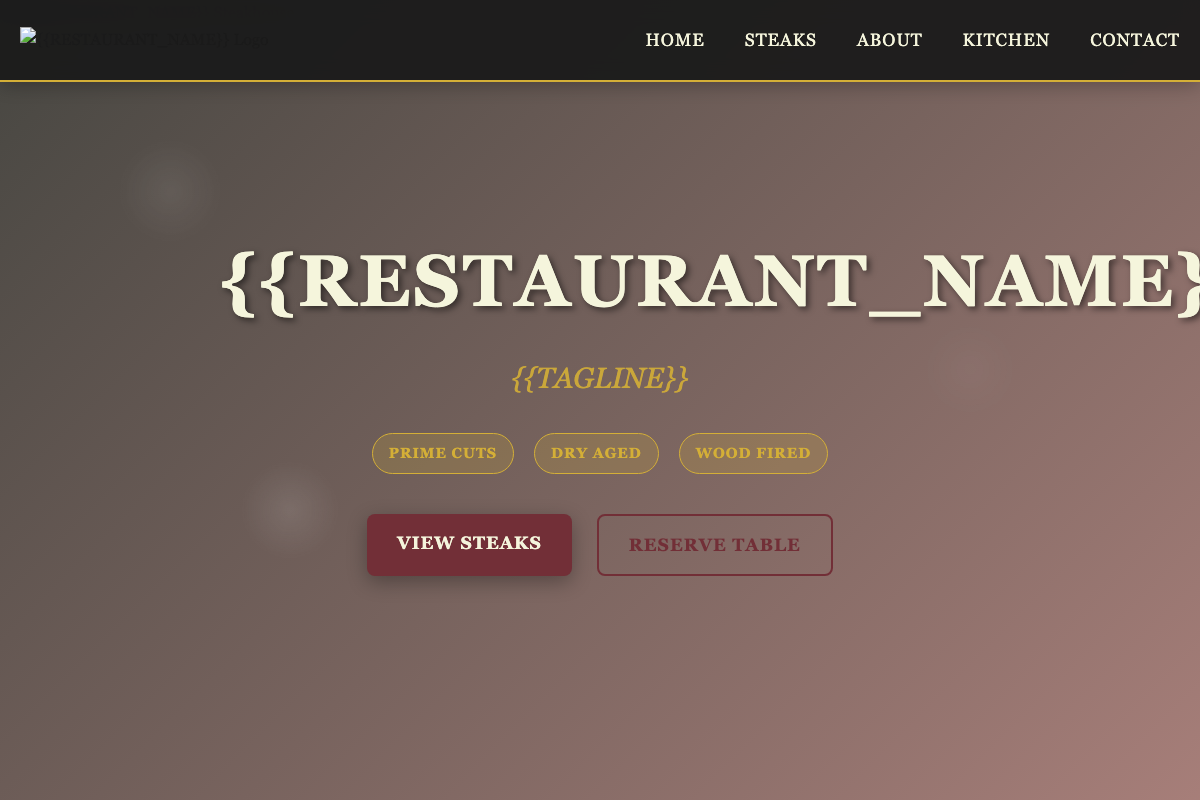 {{RESTAURANT_NAME}} Logo
HOME STEAKS ABOUT KITCHEN CONTACT
{{RESTAURANT_NAME}
{{TAGLINE}}
PRIME CUTS DRY AGED WOOD FIRED
VIEW STEAKS RESERVE TABLE